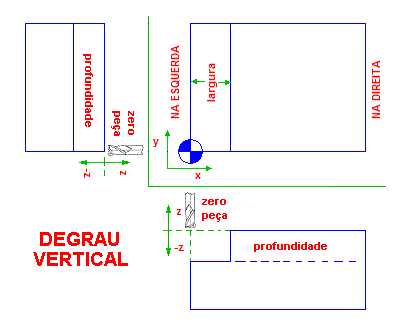 profundidade
zero
peça
-z
z
NA ESQUERDA
largura
NA DIREITA
y
x
z
-z
zero
peça
profundidade
DEGRAU
VERTICAL